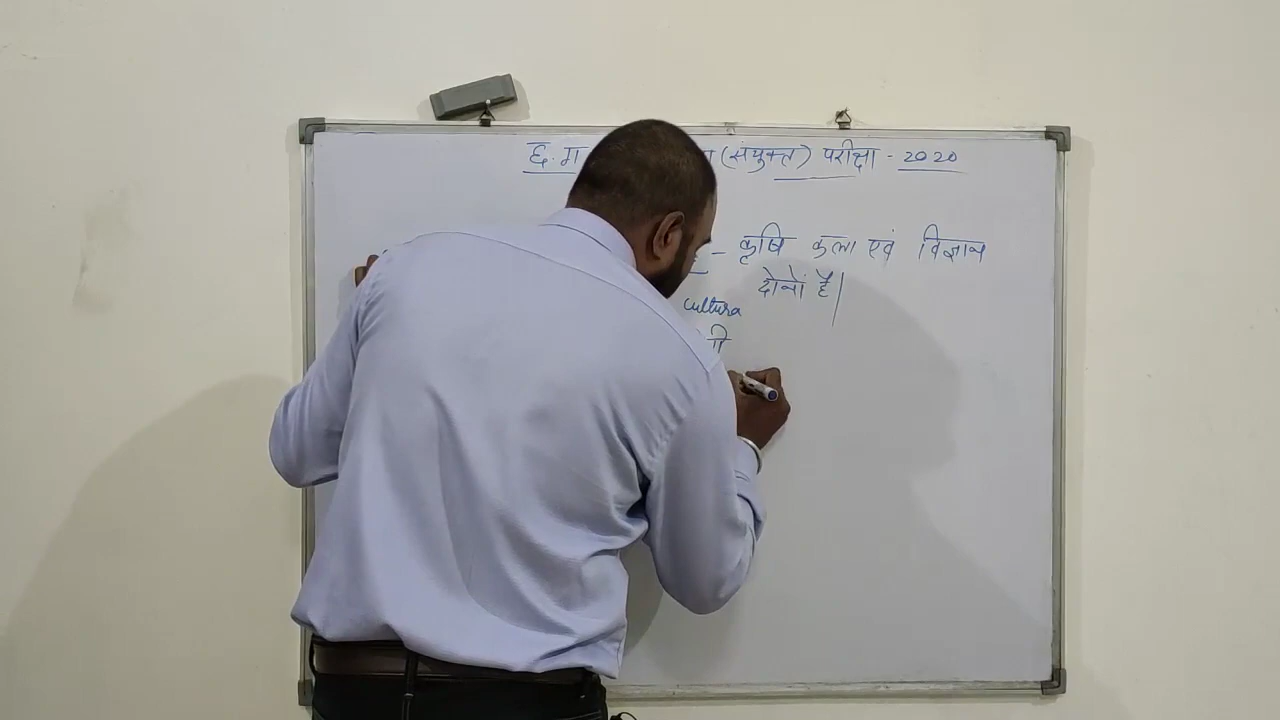 छ. ग (संयुक्त) परीक्षा - 2020
- कृषि कला एवं विज्ञान
दोनों है|
cultura